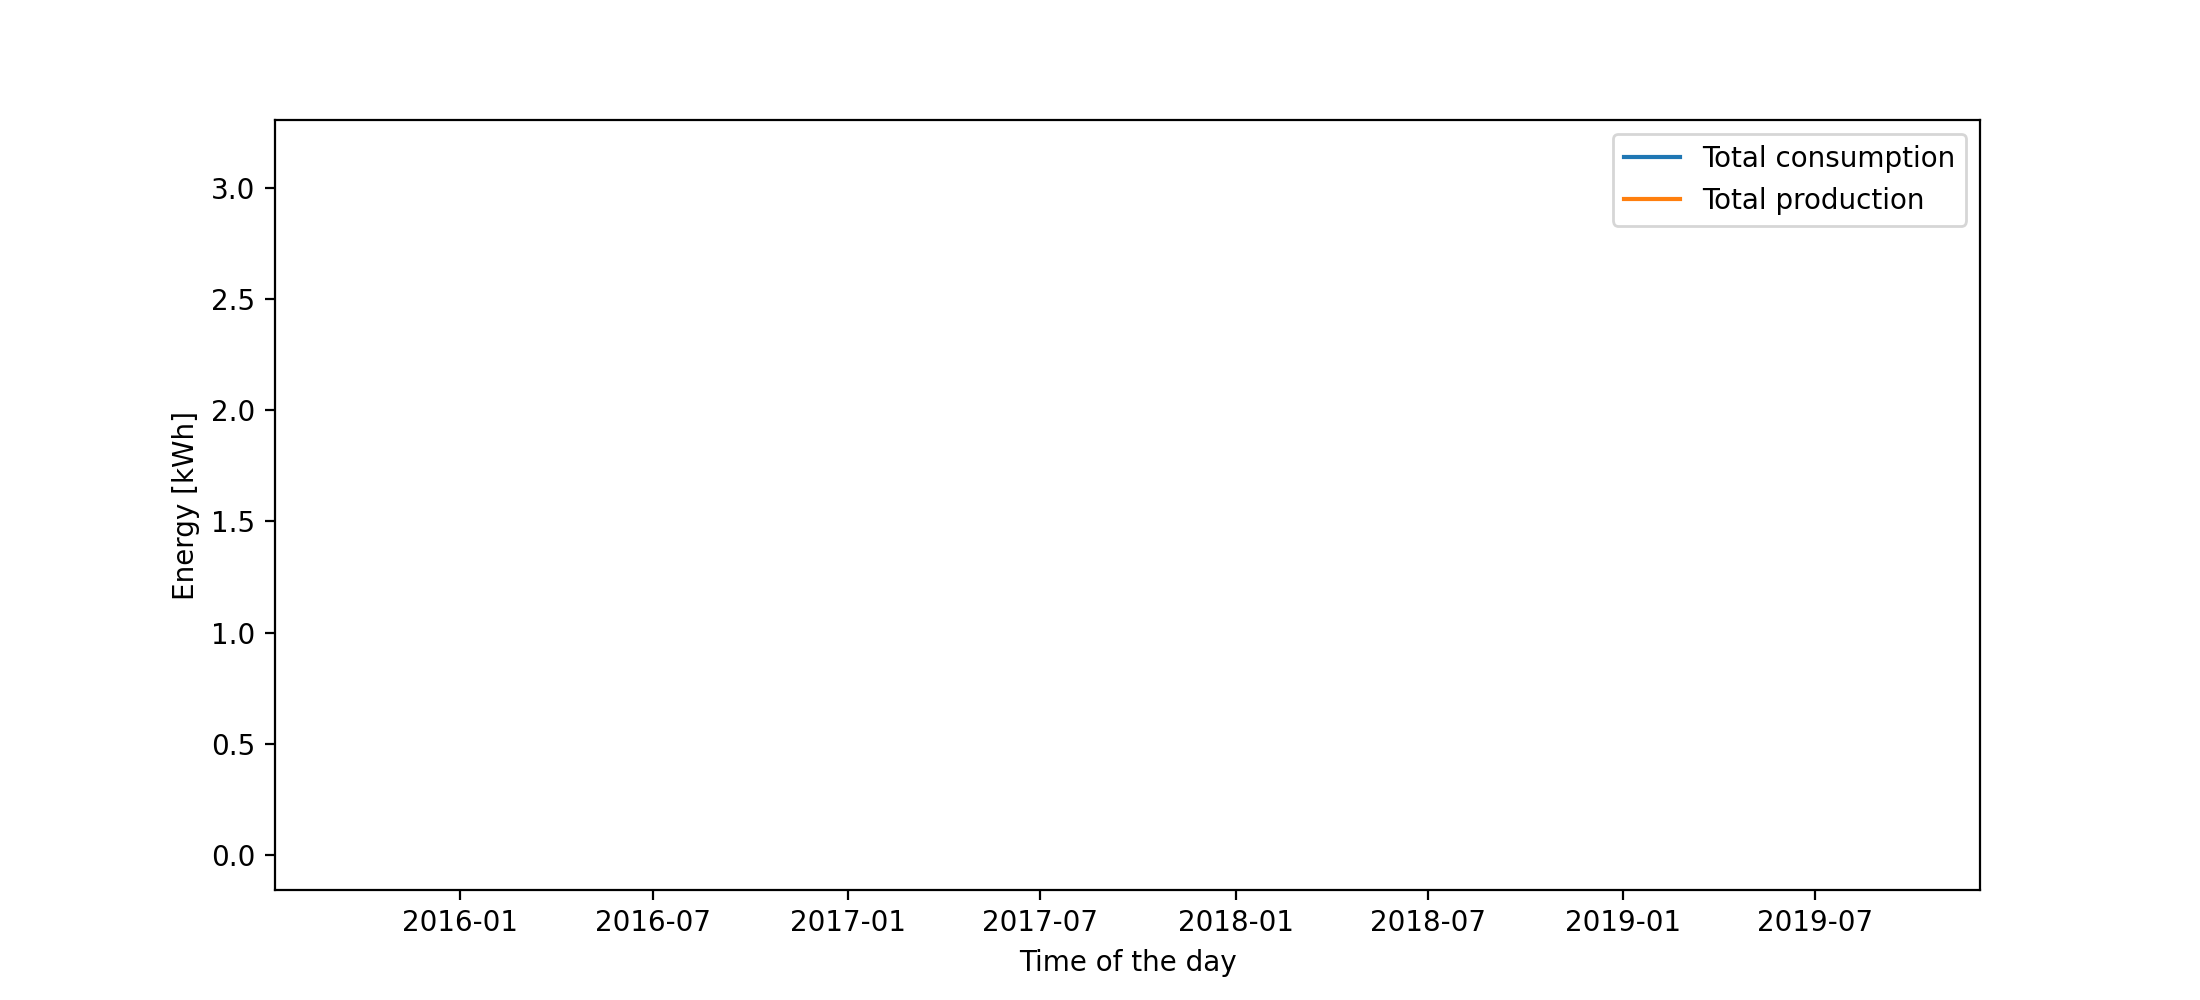 Total consumption
Total production
3.0
2.5
2.0
1.5
1.0
0.5
0.0
Energy [kWh]
2016-01 2016-07 2017-01 2017-07 2018-01 2018-07 2019-01 2019-07
Time of the day